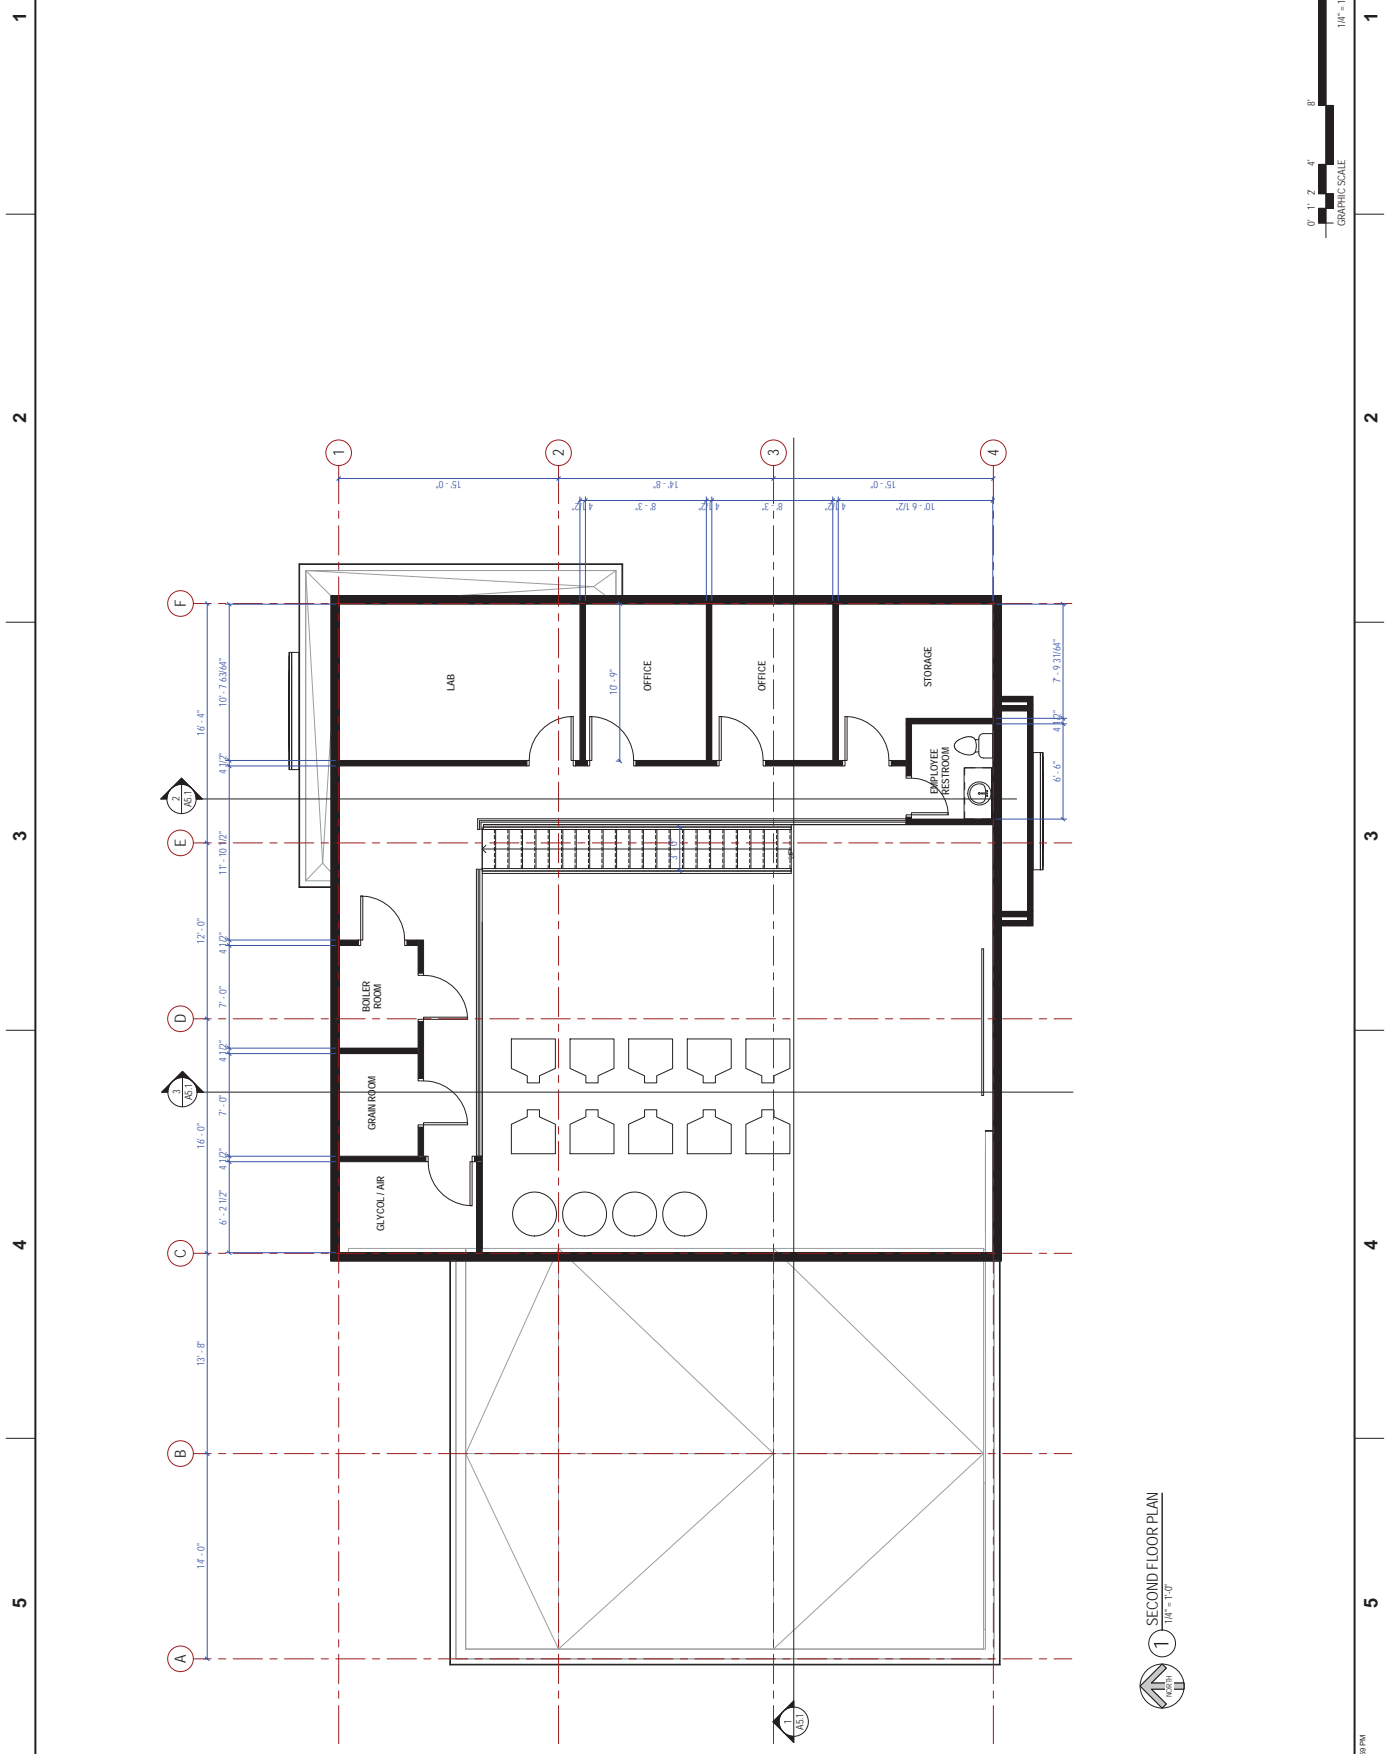 1
2
3
4
5
1
2
3
4
5
0'
1'
2'
4'
8'
GRAPHIC SCALE
1
2
3
4
15' - 0"
14' - 8"
15' - 0"
4 1/2"
8' - 3"
4 1/2"
8' - 3"
4 1/2"
10' - 6 1/2"
F
E
D
C
B
A
16' - 4"
12' - 0"
16' - 0"
13' - 8"
14' - 0"
10' - 7 63/64"
4 1/2"
11' - 10 1/2"
4 1/2"
7' - 0"
4 1/2"
7' - 0"
4 1/2"
6' - 2 1/2"
2
A5.1
3
A5.1
1
A5.1
LAB
OFFICE
10' - 9"
OFFICE
STORAGE
EMPLOYEE
RESTROOM
7' - 9 31/64"
4 1/2"
6' - 6"
3' - 0"
BOILER
ROOM
GRAIN ROOM
GLYCOL / AIR
NORTH
1
SECOND FLOOR PLAN
1/4" = 1'-0"